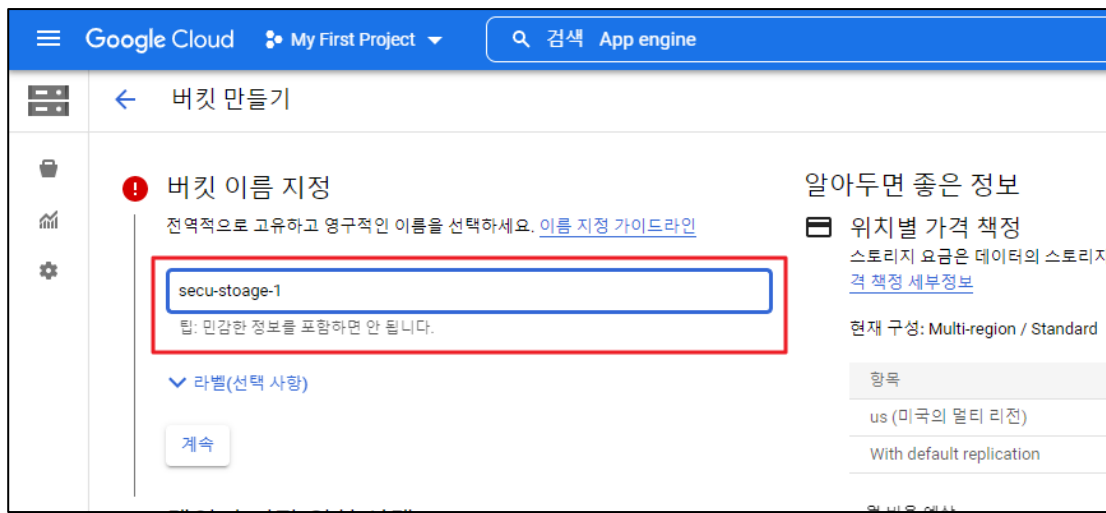 Google Cloud My First Project 검색 App engine
버킷 만들기
버킷 이름 지정
전역적으로 고유하고 영구적인 이름을 선택하세요. 이름 지정 가이드라인
secu-stoage-1
팁: 민감한 정보를 포함하면 안 됩니다.
라벨(선택 사항)
계속
알아두면 좋은 정보
위치별 가격 책정
스토리지 요금은 데이터의 스토리지
격 책정 세부정보
현재 구성: Multi-region / Standard
항목
us (미국의 멀티 리전)
With default replication